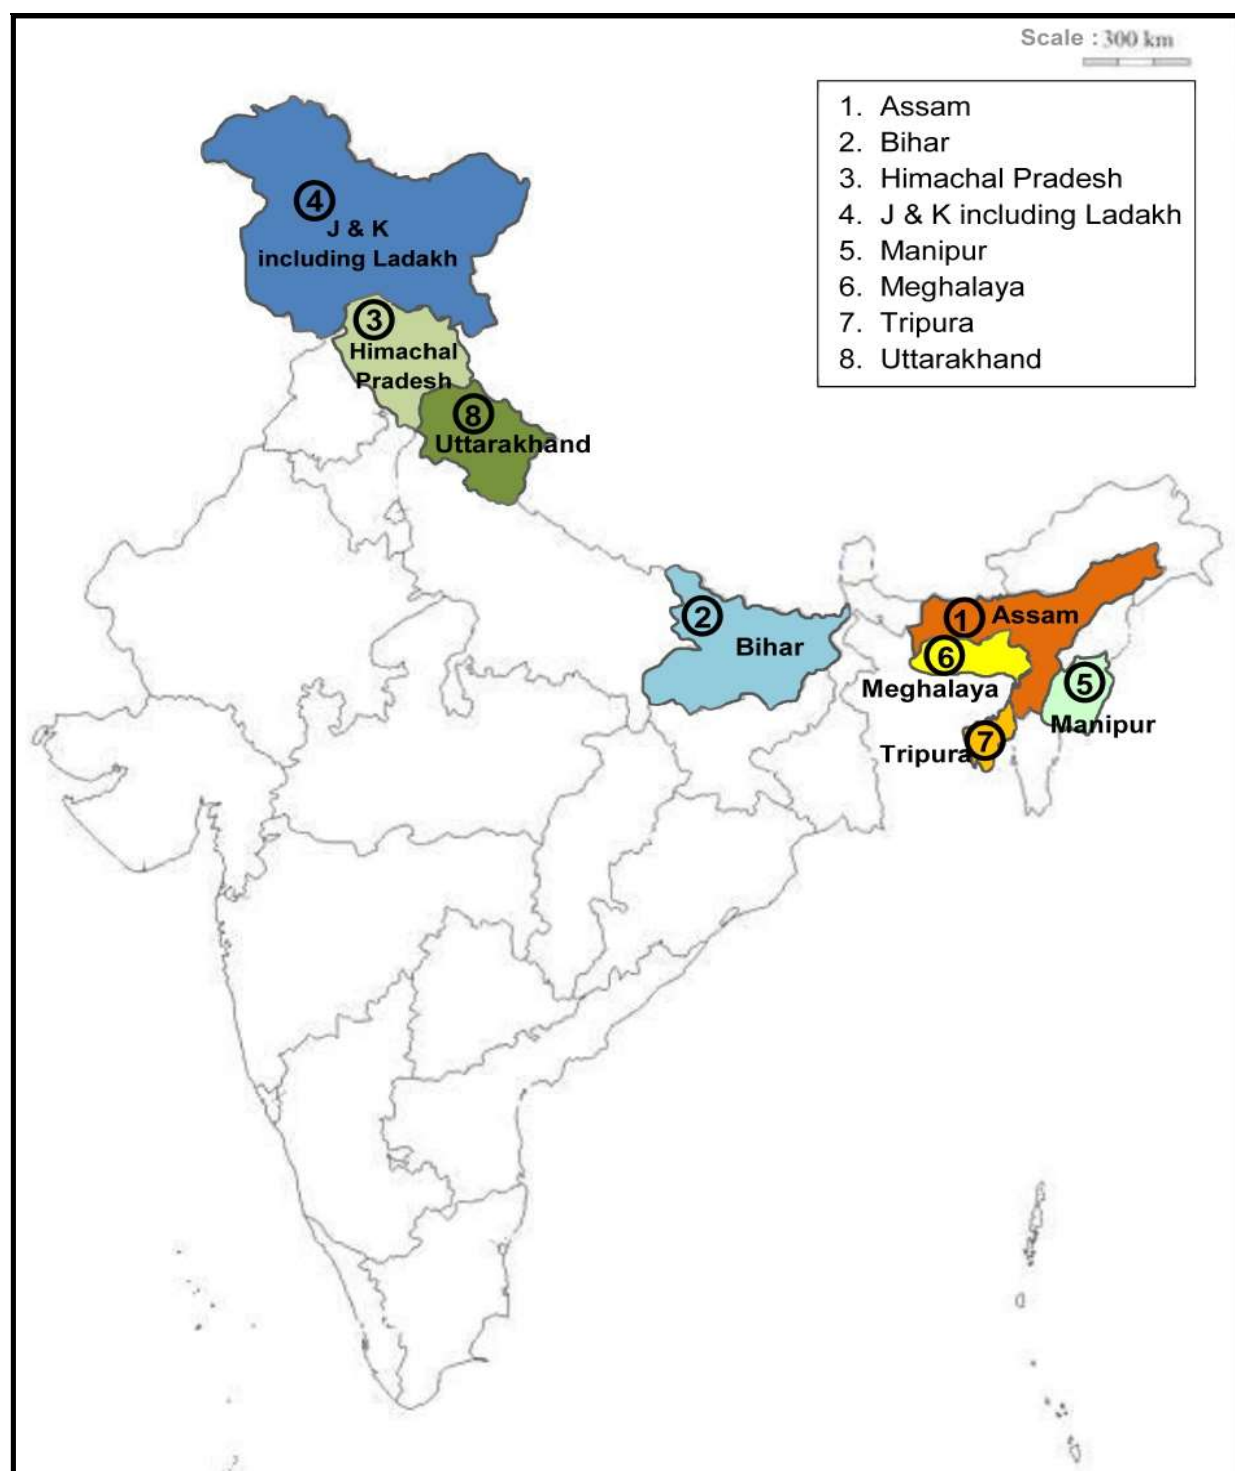 Scale : 300 km
1. Assam
2. Bihar
3. Himachal Pradesh
4. J & K including Ladakh
5. Manipur
6. Meghalaya
7. Tripura
8. Uttarakhand
4
J & K
including Ladakh
3
Himachal
Pradesh
8
Uttarakhand
2
Bihar
1 Assam
6
Meghalaya
5
Manipur
7
Tripura